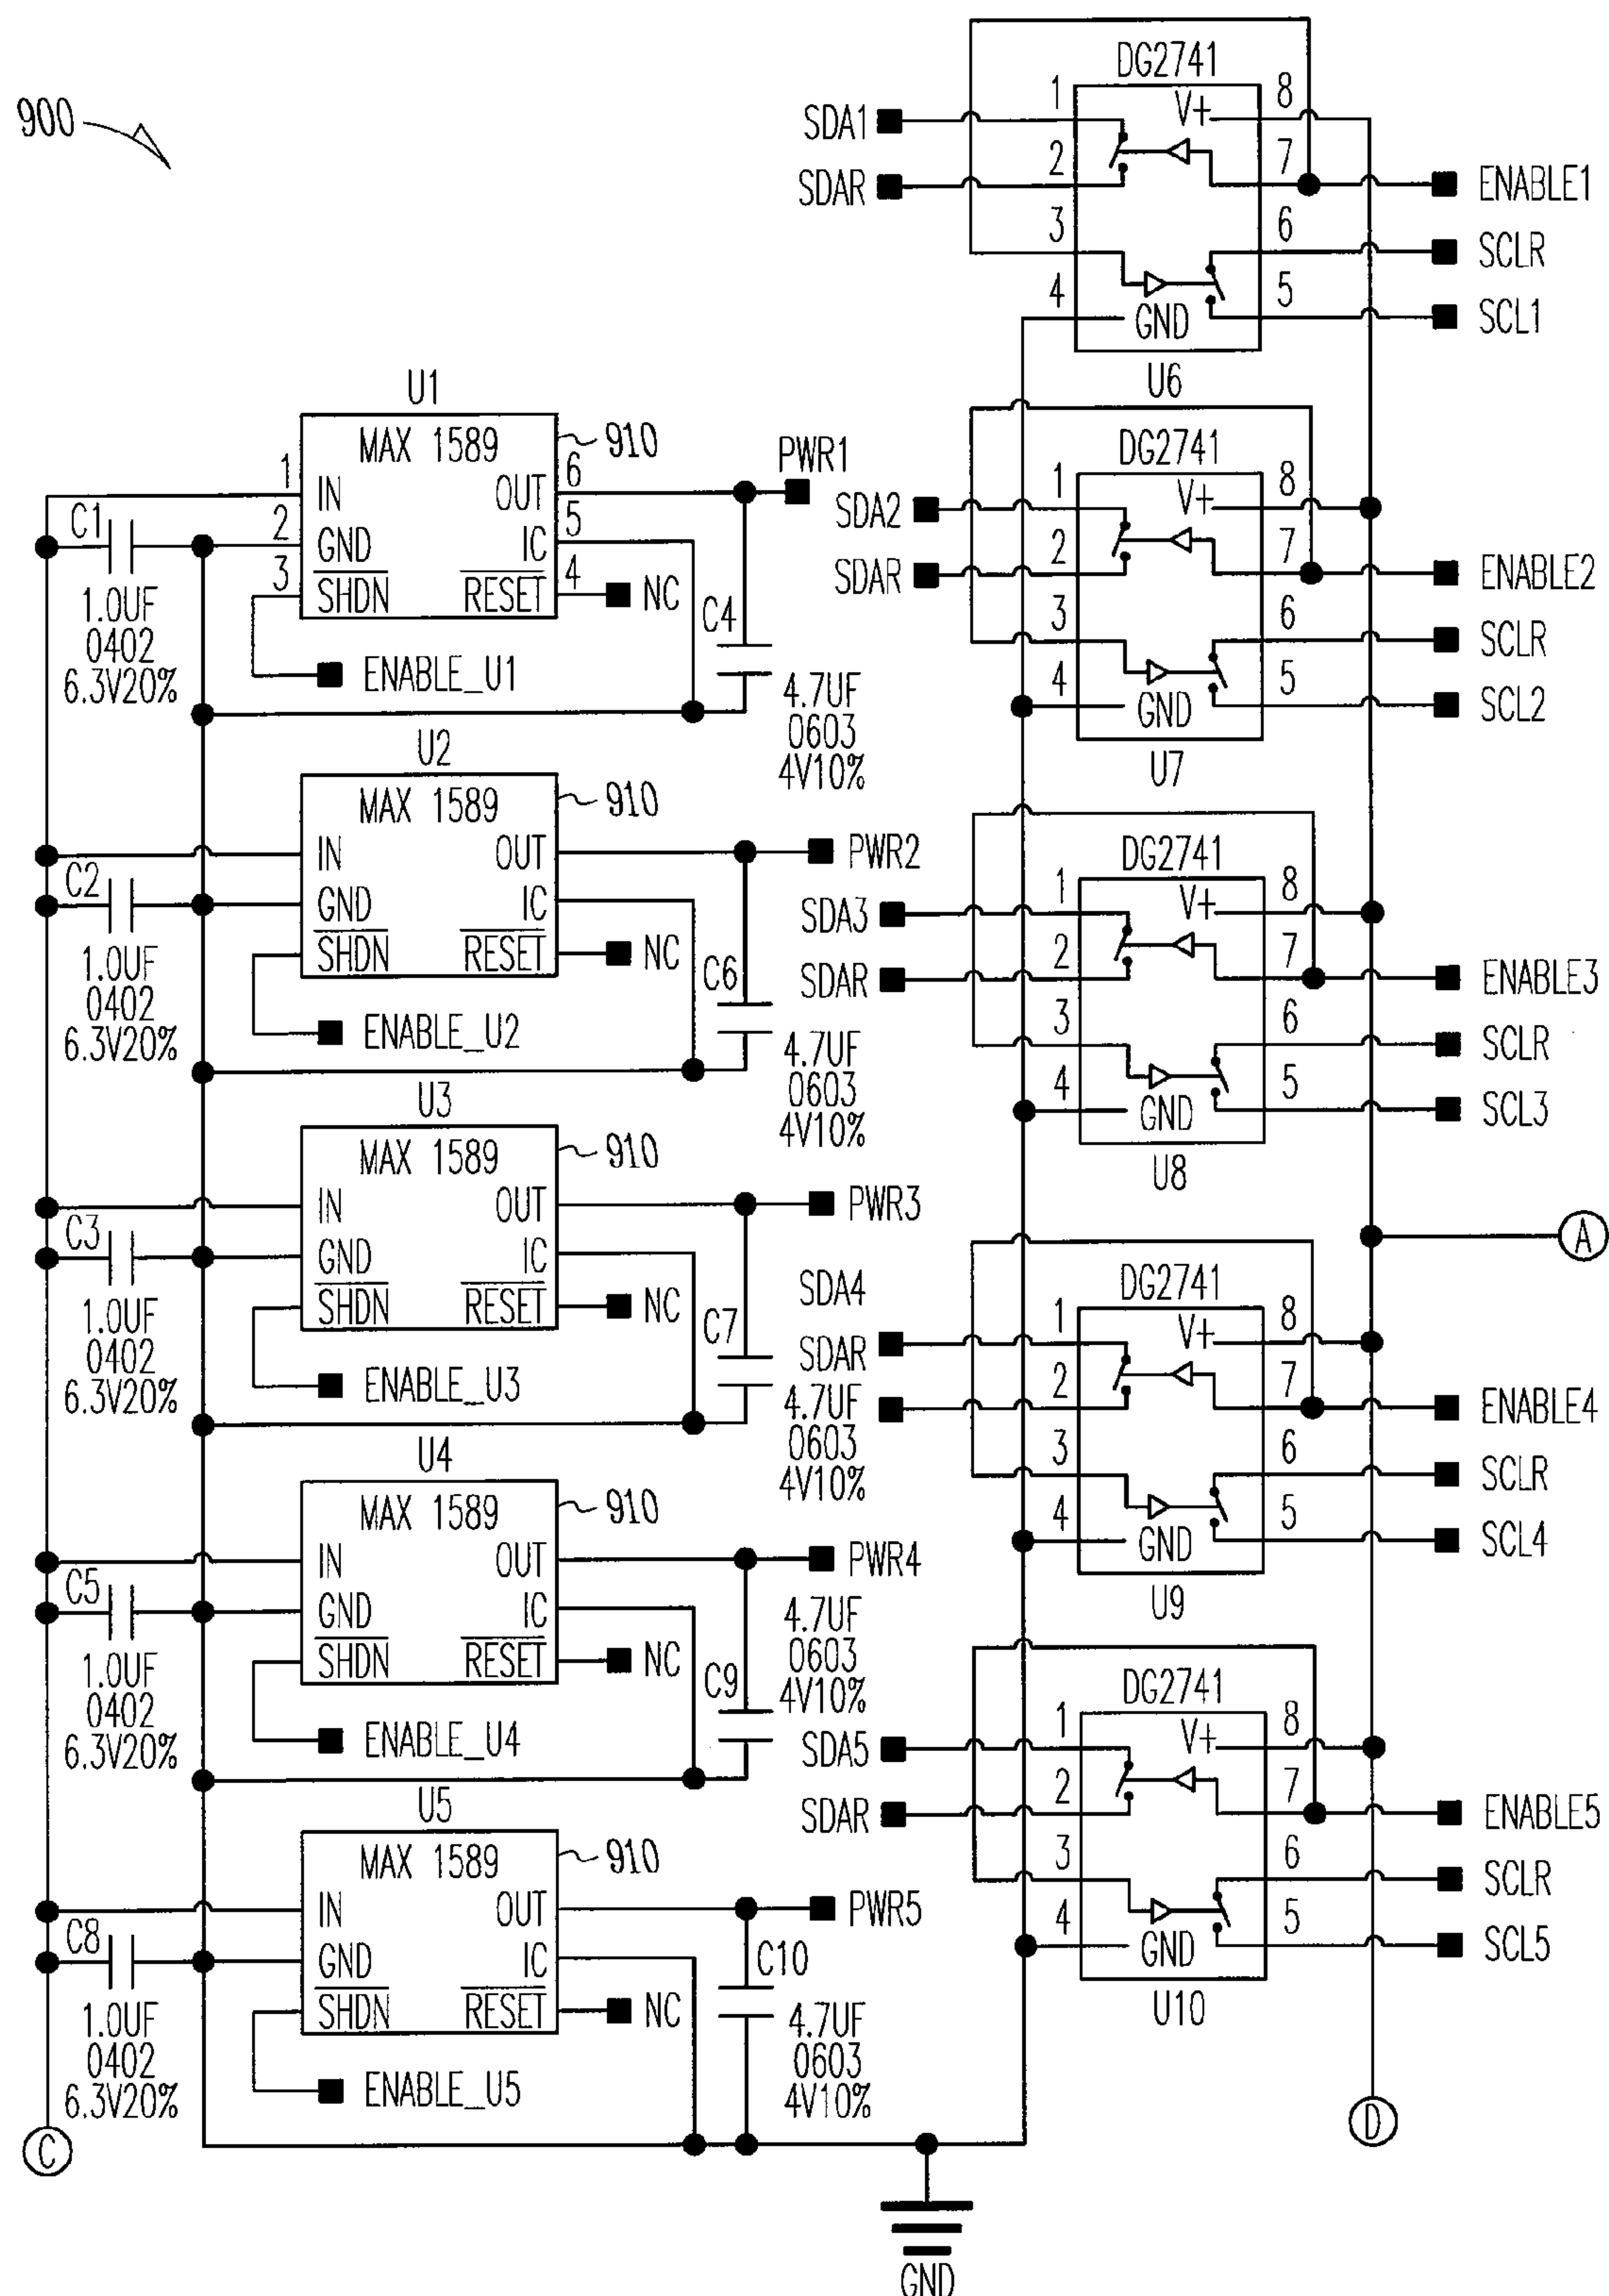 900
U1
MAX 1589
910
1 IN OUT 6
2 GND IC 5
3 SHDN RESET 4
NC
PWR1
C1
1.0UF
0402
6.3V20%
ENABLE_U1
C4
4.7UF
0603
4V10%
U2
MAX 1589
910
IN OUT
GND IC
SHDN RESET
NC
PWR2
C2
1.0UF
0402
6.3V20%
ENABLE_U2
C6
4.7UF
0603
4V10%
U3
MAX 1589
910
IN OUT
GND IC
SHDN RESET
NC
PWR3
C3
1.0UF
0402
6.3V20%
ENABLE_U3
C7
4.7UF
0603
4V10%
U4
MAX 1589
910
IN OUT
GND IC
SHDN RESET
NC
PWR4
C5
1.0UF
0402
6.3V20%
ENABLE_U4
C9
4.7UF
0603
4V10%
U5
MAX 1589
910
IN OUT
GND IC
SHDN RESET
NC
PWR5
C8
1.0UF
0402
6.3V20%
ENABLE_U5
C10
4.7UF
0603
4V10%
C
GND
DG2741
SDA1 1 V+ 8
SDAR 2 7 ENABLE1
3 6 SCLR
4 GND 5 SCL1
U6
DG2741
SDA2 1 V+ 8
SDAR 2 7 ENABLE2
3 6 SCLR
4 GND 5 SCL2
U7
DG2741
SDA3 1 V+ 8
SDAR 2 7 ENABLE3
3 6 SCLR
4 GND 5 SCL3
U8
A
SDA4
DG2741
SDAR 1 V+ 8
2 7 ENABLE4
3 6 SCLR
4 GND 5 SCL4
U9
DG2741
SDA5 1 V+ 8
SDAR 2 7 ENABLE5
3 6 SCLR
4 GND 5 SCL5
U10
D